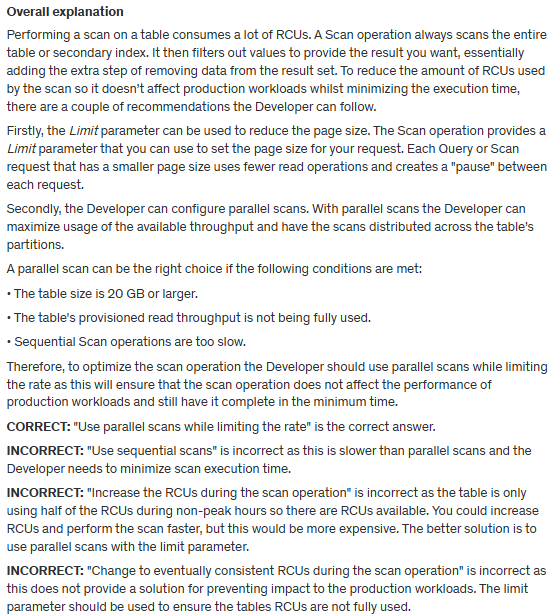 Overall explanation
Performing a scan on a table consumes a lot of RCUs. A Scan operation always scans the entire
table or secondary index. It then filters out values to provide the result you want, essentially
adding the extra step of removing data from the result set. To reduce the amount of RCUs used
by the scan so it doesn't affect production workloads whilst minimizing the execution time,
there are a couple of recommendations the Developer can follow.
Firstly, the Limit parameter can be used to reduce the page size. The Scan operation provides a
Limit parameter that you can use to set the page size for your request. Each Query or Scan
request that has a smaller page size uses fewer read operations and creates a "pause" between
each request.
Secondly, the Developer can configure parallel scans. With parallel scans the Developer can
maximize usage of the available throughput and have the scans distributed across the table's
partitions.
A parallel scan can be the right choice if the following conditions are met:
• The table size is 20 GB or larger.
• The table's provisioned read throughput is not being fully used.
• Sequential Scan operations are too slow.
Therefore, to optimize the scan operation the Developer should use parallel scans while limiting
the rate as this will ensure that the scan operation does not affect the performance of
production workloads and still have it complete in the minimum time.
CORRECT: "Use parallel scans while limiting the rate" is the correct answer.
INCORRECT: "Use sequential scans" is incorrect as this is slower than parallel scans and the
Developer needs to minimize scan execution time.
INCORRECT: "Increase the RCUs during the scan operation" is incorrect as the table is only
using half of the RCUs during non-peak hours so there are RCUs available. You could increase
RCUs and perform the scan faster, but this would be more expensive. The better solution is to
use parallel scans with the limit parameter.
INCORRECT: "Change to eventually consistent RCUs during the scan operation" is incorrect as
this does not provide a solution for preventing impact to the production workloads. The limit
parameter should be used to ensure the tables RCUs are not fully used.